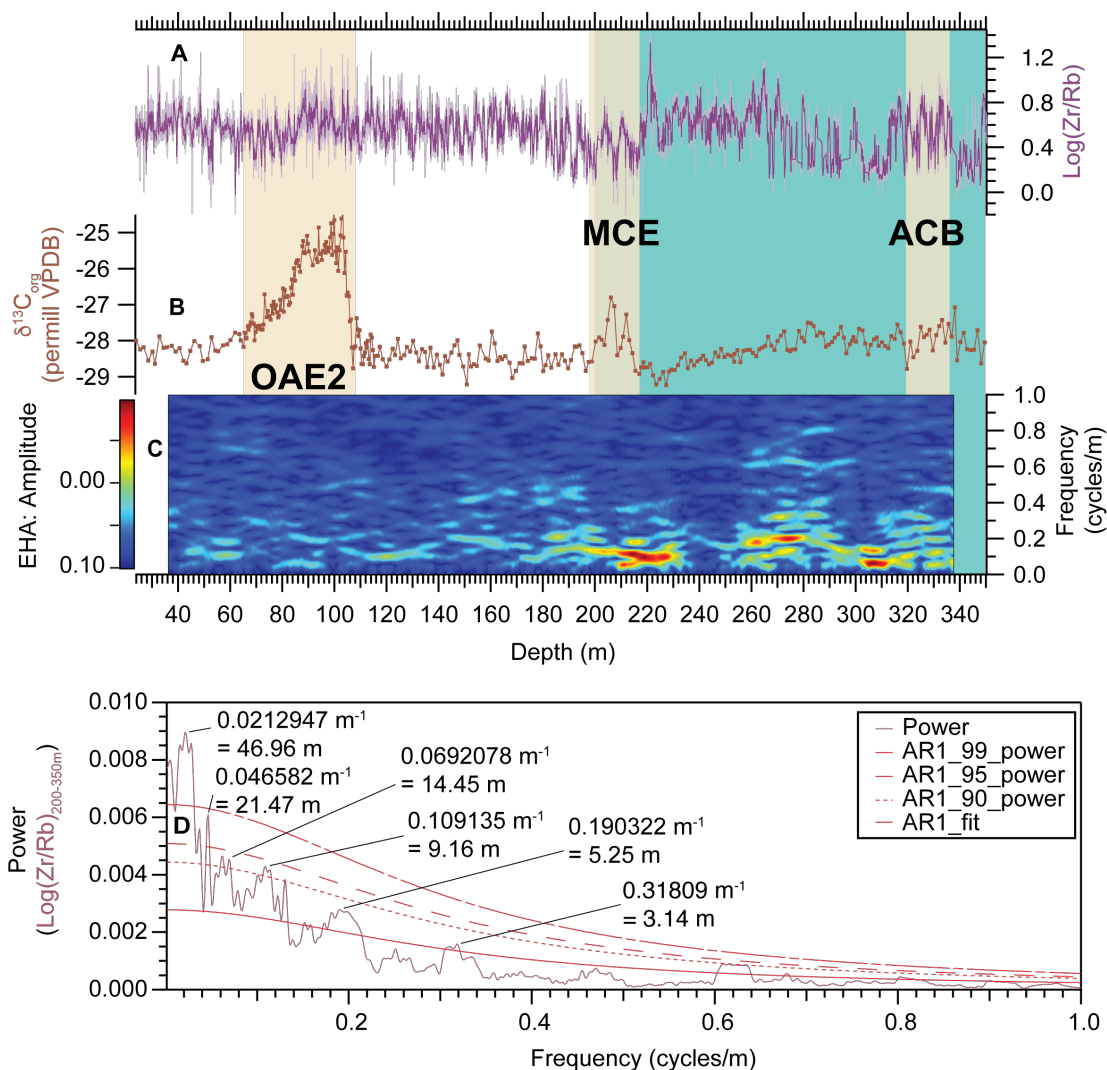 A
1.2
0.8
0.4
0.0
Log(Zr/Rb)
MCE
ACB
-25
-26
-27
-28
-29
δ13Corg
(permill VPDB)
B
OAE2
EHA: Amplitude
0.00
0.10
C
1.0
0.8
0.6
0.4
0.2
0.0
Frequency
(cycles/m)
40 60 80 100 120 140 160 180 200 220 240 260 280 300 320 340
Depth (m)
0.010
0.008
0.006
0.004
0.002
0.000
Power
(Log(Zr/Rb)200-350m)
D
0.0212947 m-1
= 46.96 m
0.046582 m-1
= 21.47 m
0.0692078 m-1
= 14.45 m
0.109135 m-1
= 9.16 m
0.190322 m-1
= 5.25 m
0.31809 m-1
= 3.14 m
Power
AR1_99_power
AR1_95_power
AR1_90_power
AR1_fit
0.2 0.4 0.6 0.8 1.0
Frequency (cycles/m)